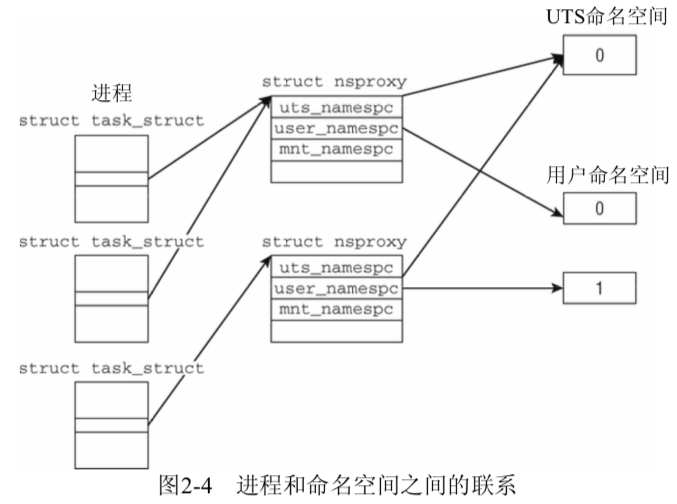 UTS命名空间
0
struct nsproxy
进程
uts_namespc
struct task_struct
user_namespc
mnt_namespc
用户命名空间
0
struct task_struct
struct nsproxy
uts_namespc
user_namespc
1
mnt_namespc
struct task_struct
图2-4 进程和命名空间之间的联系